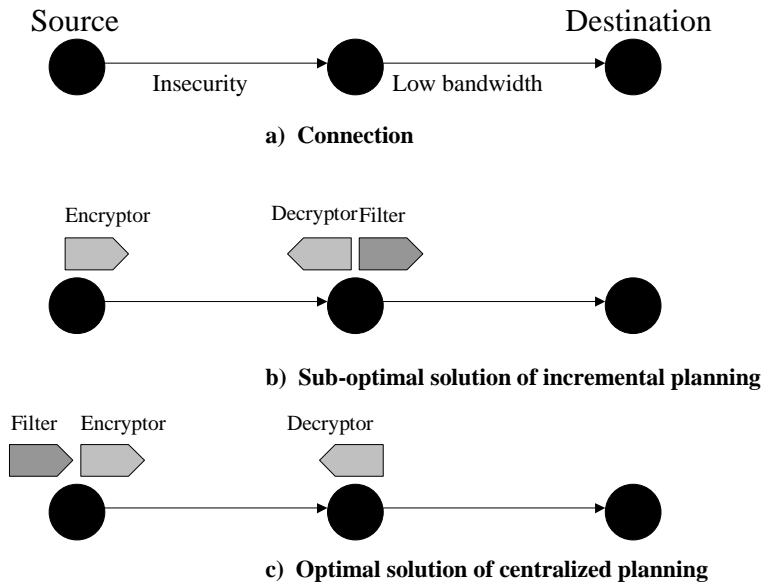 Source Destination
Insecurity Low bandwidth
a) Connection
Encryptor Decryptor Filter
b) Sub-optimal solution of incremental planning
Filter Encryptor Decryptor
c) Optimal solution of centralized planning